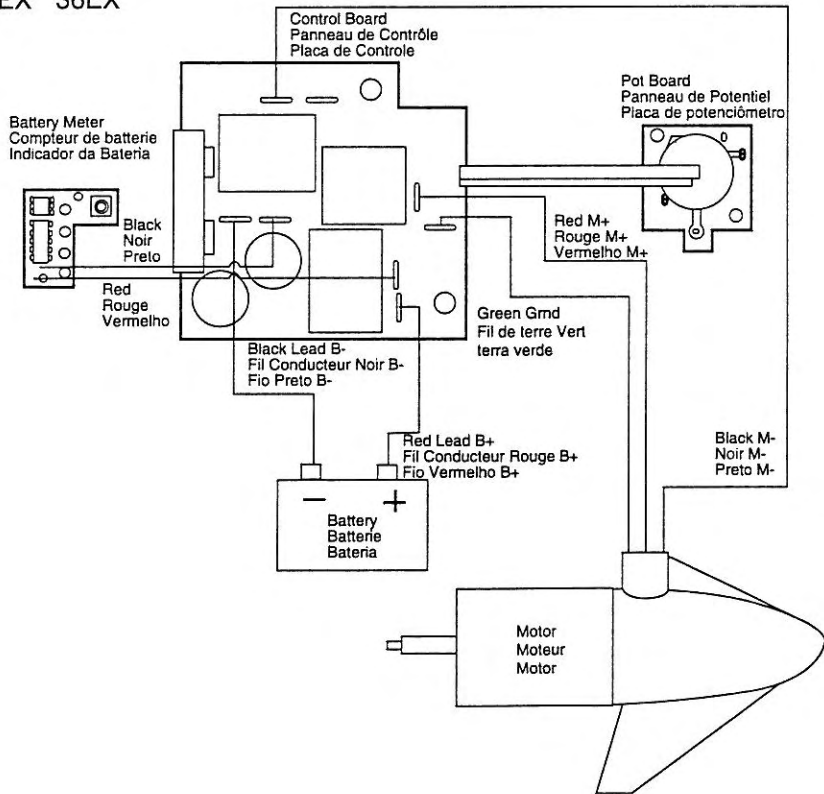 36EX
Control Board
Panneau de Contrôle
Placa de Controle
Pot Board
Panneau de Potentiel
Placa de potenciômetro
Battery Meter
Compteur de batterie
Indicador da Bateria
Black
Noir
Preto
Red M+
Rouge M+
Vermelho M+
Red
Rouge
Vermelho
Green Grnd
Fil de terre Vert
terra verde
Black Lead B-
Fil Conducteur Noir B-
Fio Preto B-
Red Lead B+
Fil Conducteur Rouge B+
Fio Vermelho B+
Black M-
Noir M-
Preto M-
− +
Battery
Batterie
Bateria
Motor
Moteur
Motor